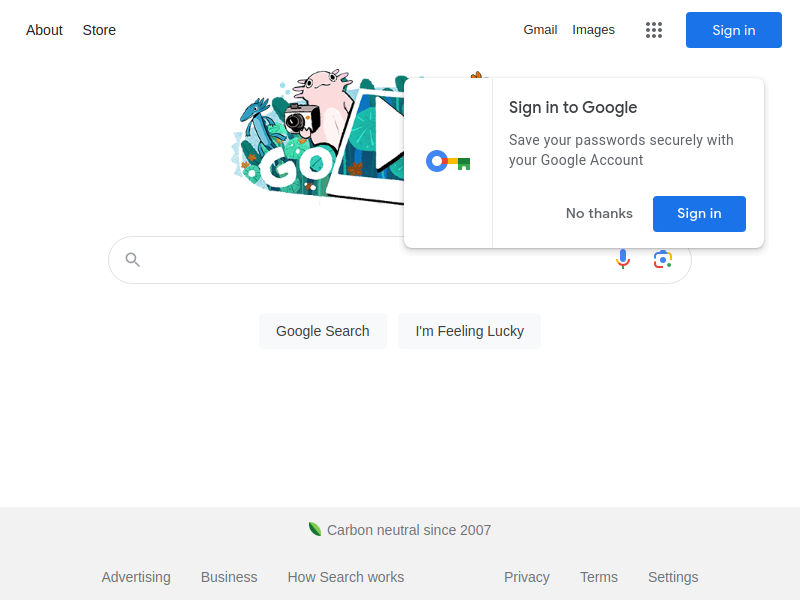 About Store Gmail Images Sign in
GO
Sign in to Google
Save your passwords securely with
your Google Account
No thanks Sign in
Google Search I'm Feeling Lucky
Carbon neutral since 2007
Advertising Business How Search works Privacy Terms Settings